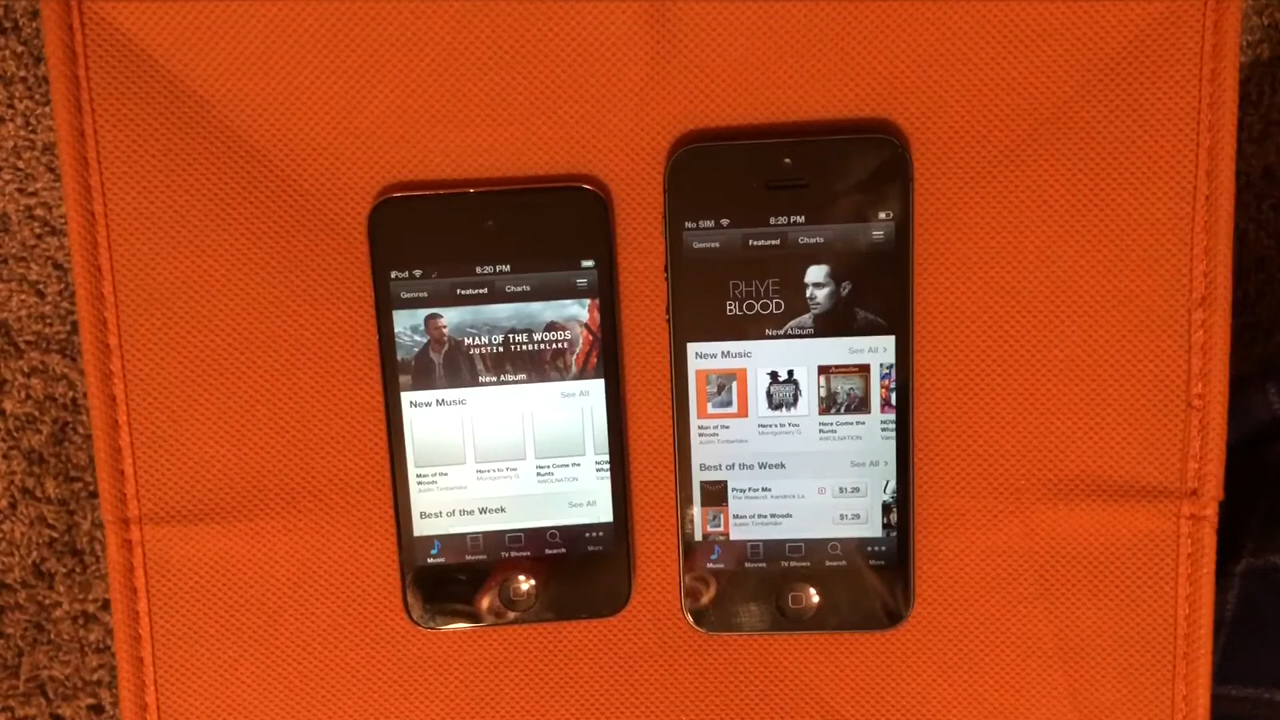 iPod
8:20 PM
Genres
Featured
Charts
MAN OF THE WOODS
JUSTIN TIMBERLAKE
New Album
New Music
See All
Man of the
Woods
Justin Timberlake
Here's to You
Montgomery G
Here Come the
Runts
AWOLNATION
NOW
Wha
Best of the Week
See All
Music
Movies
TV Shows
Search
More
No SIM
8:20 PM
Genres
Featured
Charts
RHYE
BLOOD
New Album
New Music
See All >
Man of the
Woods
Justin Timberlake
Here's to You
Montgomery G
Here Come the
Runts
AWOLNATION
NOW
Wha
Vario
Best of the Week
See All >
Pray For Me
The Weeknd, Kendrick La...
E
$1.29
Man of the Woods
Justin Timberlake
$1.29
Music
Movies
TV Shows
Search
More